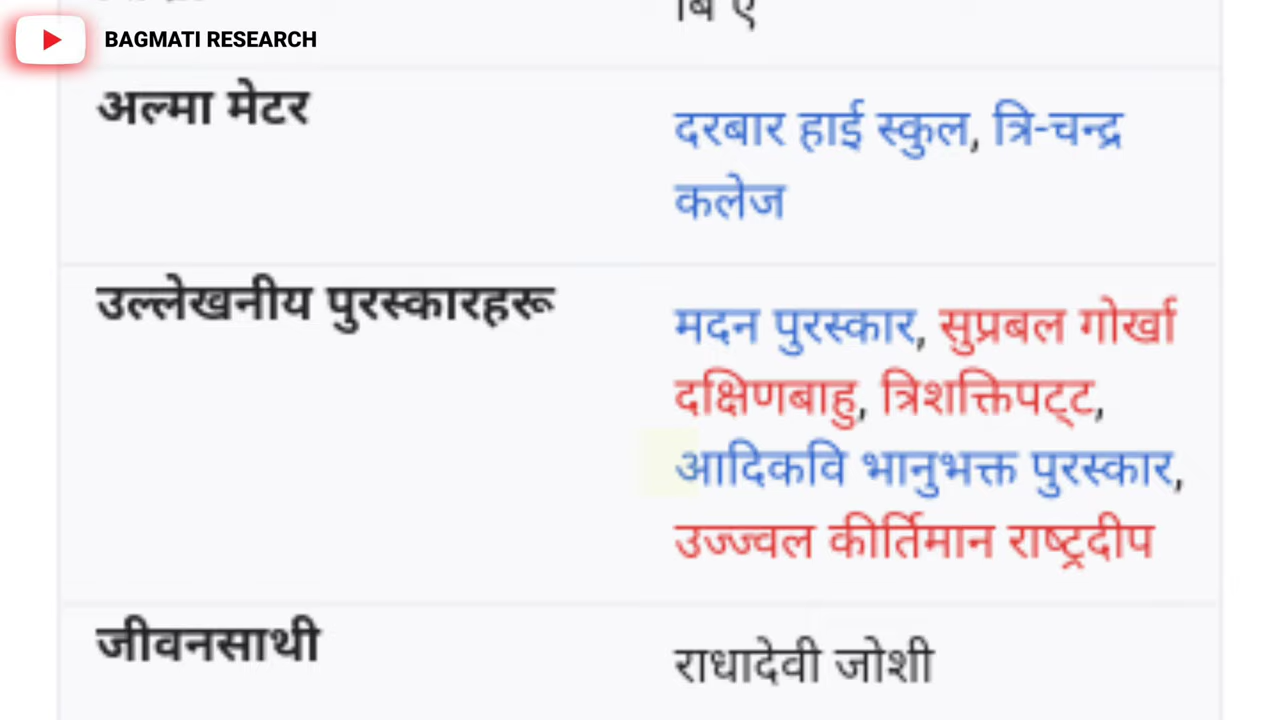 बि ए
BAGMATI RESEARCH
अल्मा मेटर
दरबार हाई स्कुल, त्रि-चन्द्र
कलेज
उल्लेखनीय पुरस्कारहरू
मदन पुरस्कार, सुप्रबल गोर्खा
दक्षिणबाहु, त्रिशक्तिपट्ट,
आदिकवि भानुभक्त पुरस्कार,
उज्ज्वल कीर्तिमान राष्ट्रदीप
जीवनसाथी
राधादेवी जोशी